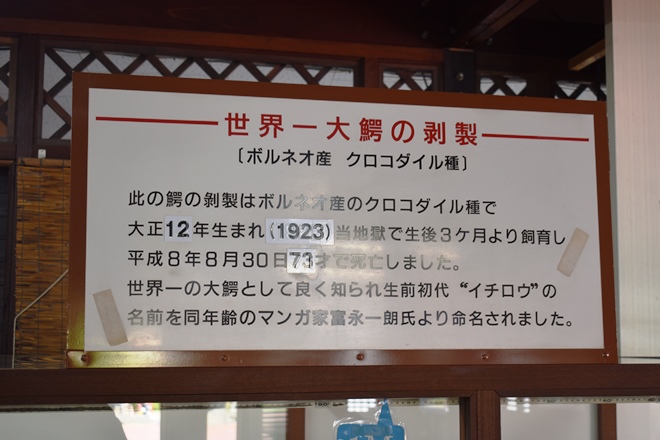 世界一大鰐の剥製
〔ボルネオ産 クロコダイル種〕
此の鰐の剥製はボルネオ産のクロコダイル種で
大正12年生まれ(1923)当地獄で生後3ケ月より飼育し
平成8年8月30日73才で死亡しました。
世界一の大鰐として良く知られ生前初代“イチロウ”の
名前を同年齢のマンガ家富永一朗氏より命名されました。